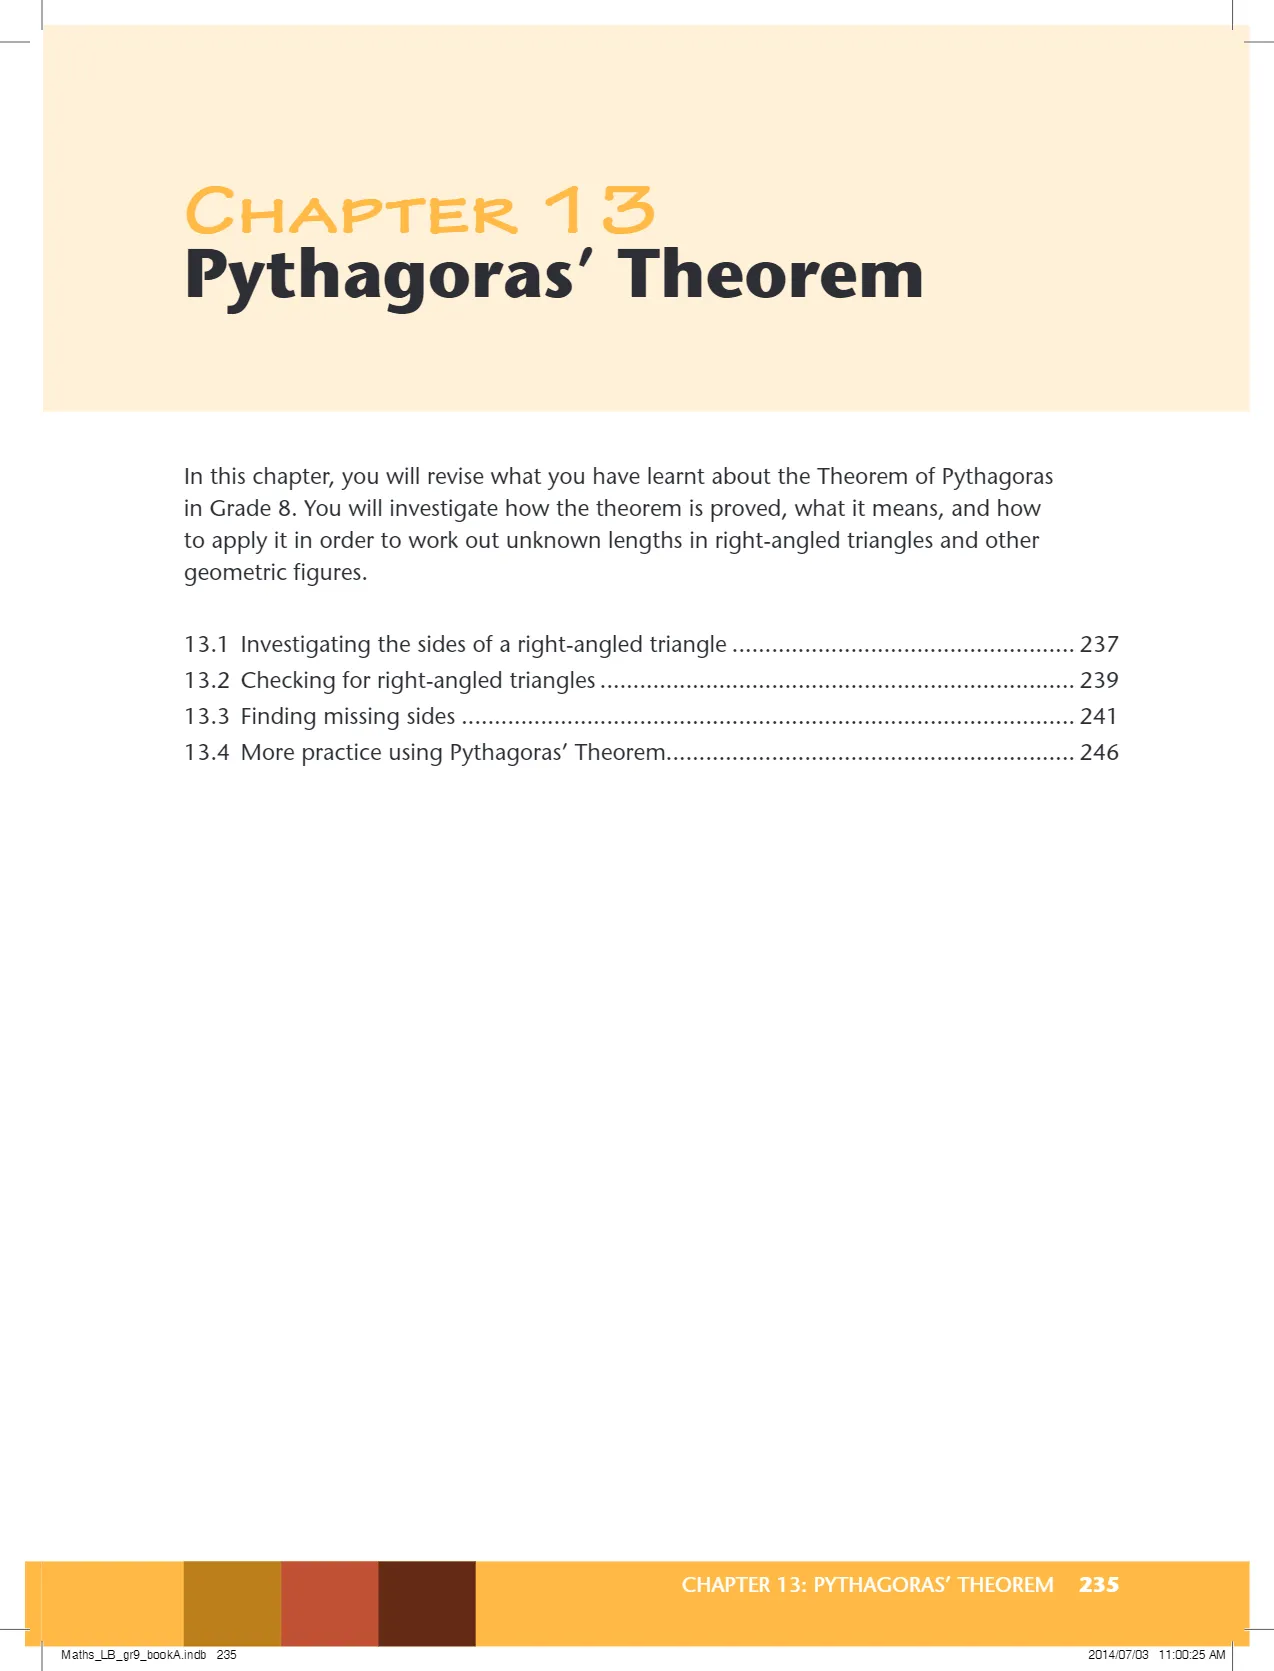 CHAPTER 13
Pythagoras’ Theorem
In this chapter, you will revise what you have learnt about the Theorem of Pythagoras
in Grade 8. You will investigate how the theorem is proved, what it means, and how
to apply it in order to work out unknown lengths in right-angled triangles and other
geometric figures.
13.1 Investigating the sides of a right-angled triangle .................................................... 237
13.2 Checking for right-angled triangles ........................................................................ 239
13.3 Finding missing sides ............................................................................................. 241
13.4 More practice using Pythagoras’ Theorem.............................................................. 246
CHAPTER 13: PYTHAGORAS’ THEOREM 235
Maths_LB_gr9_bookA.indb 235
2014/07/03 11:00:25 AM